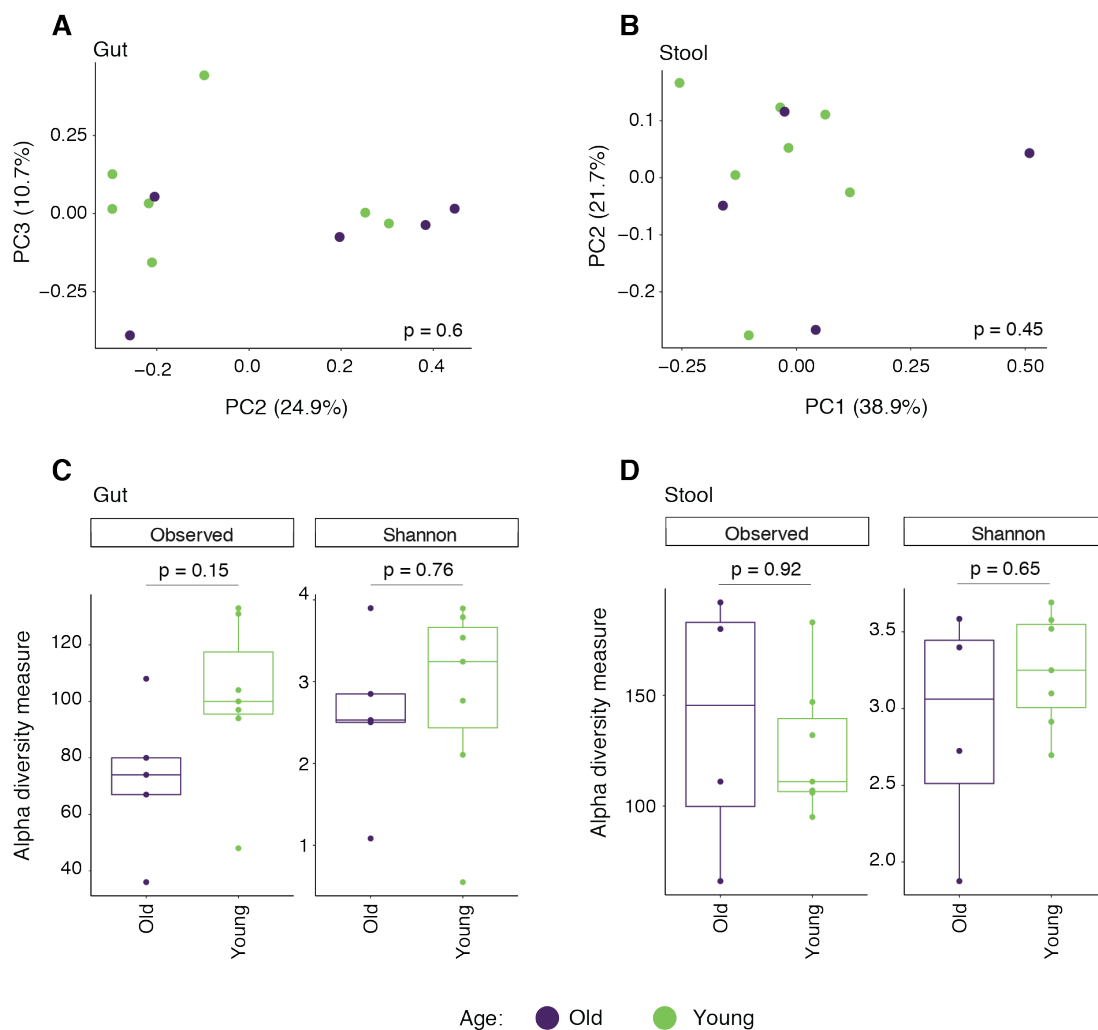 A
Gut
PC3 (10.7%)
0.25
0.00
−0.25
p = 0.6
−0.2
0.0
0.2
0.4
PC2 (24.9%)
B
Stool
PC2 (21.7%)
0.1
0.0
−0.1
−0.2
p = 0.45
−0.25
0.00
0.25
0.50
PC1 (38.9%)
C
Gut
Alpha diversity measure
Observed
p = 0.15
120
100
80
60
40
Old
Young
Shannon
p = 0.76
4
3
2
1
Old
Young
D
Stool
Alpha diversity measure
Observed
p = 0.92
150
100
Old
Young
Shannon
p = 0.65
3.5
3.0
2.5
2.0
Old
Young
Age: Old Young